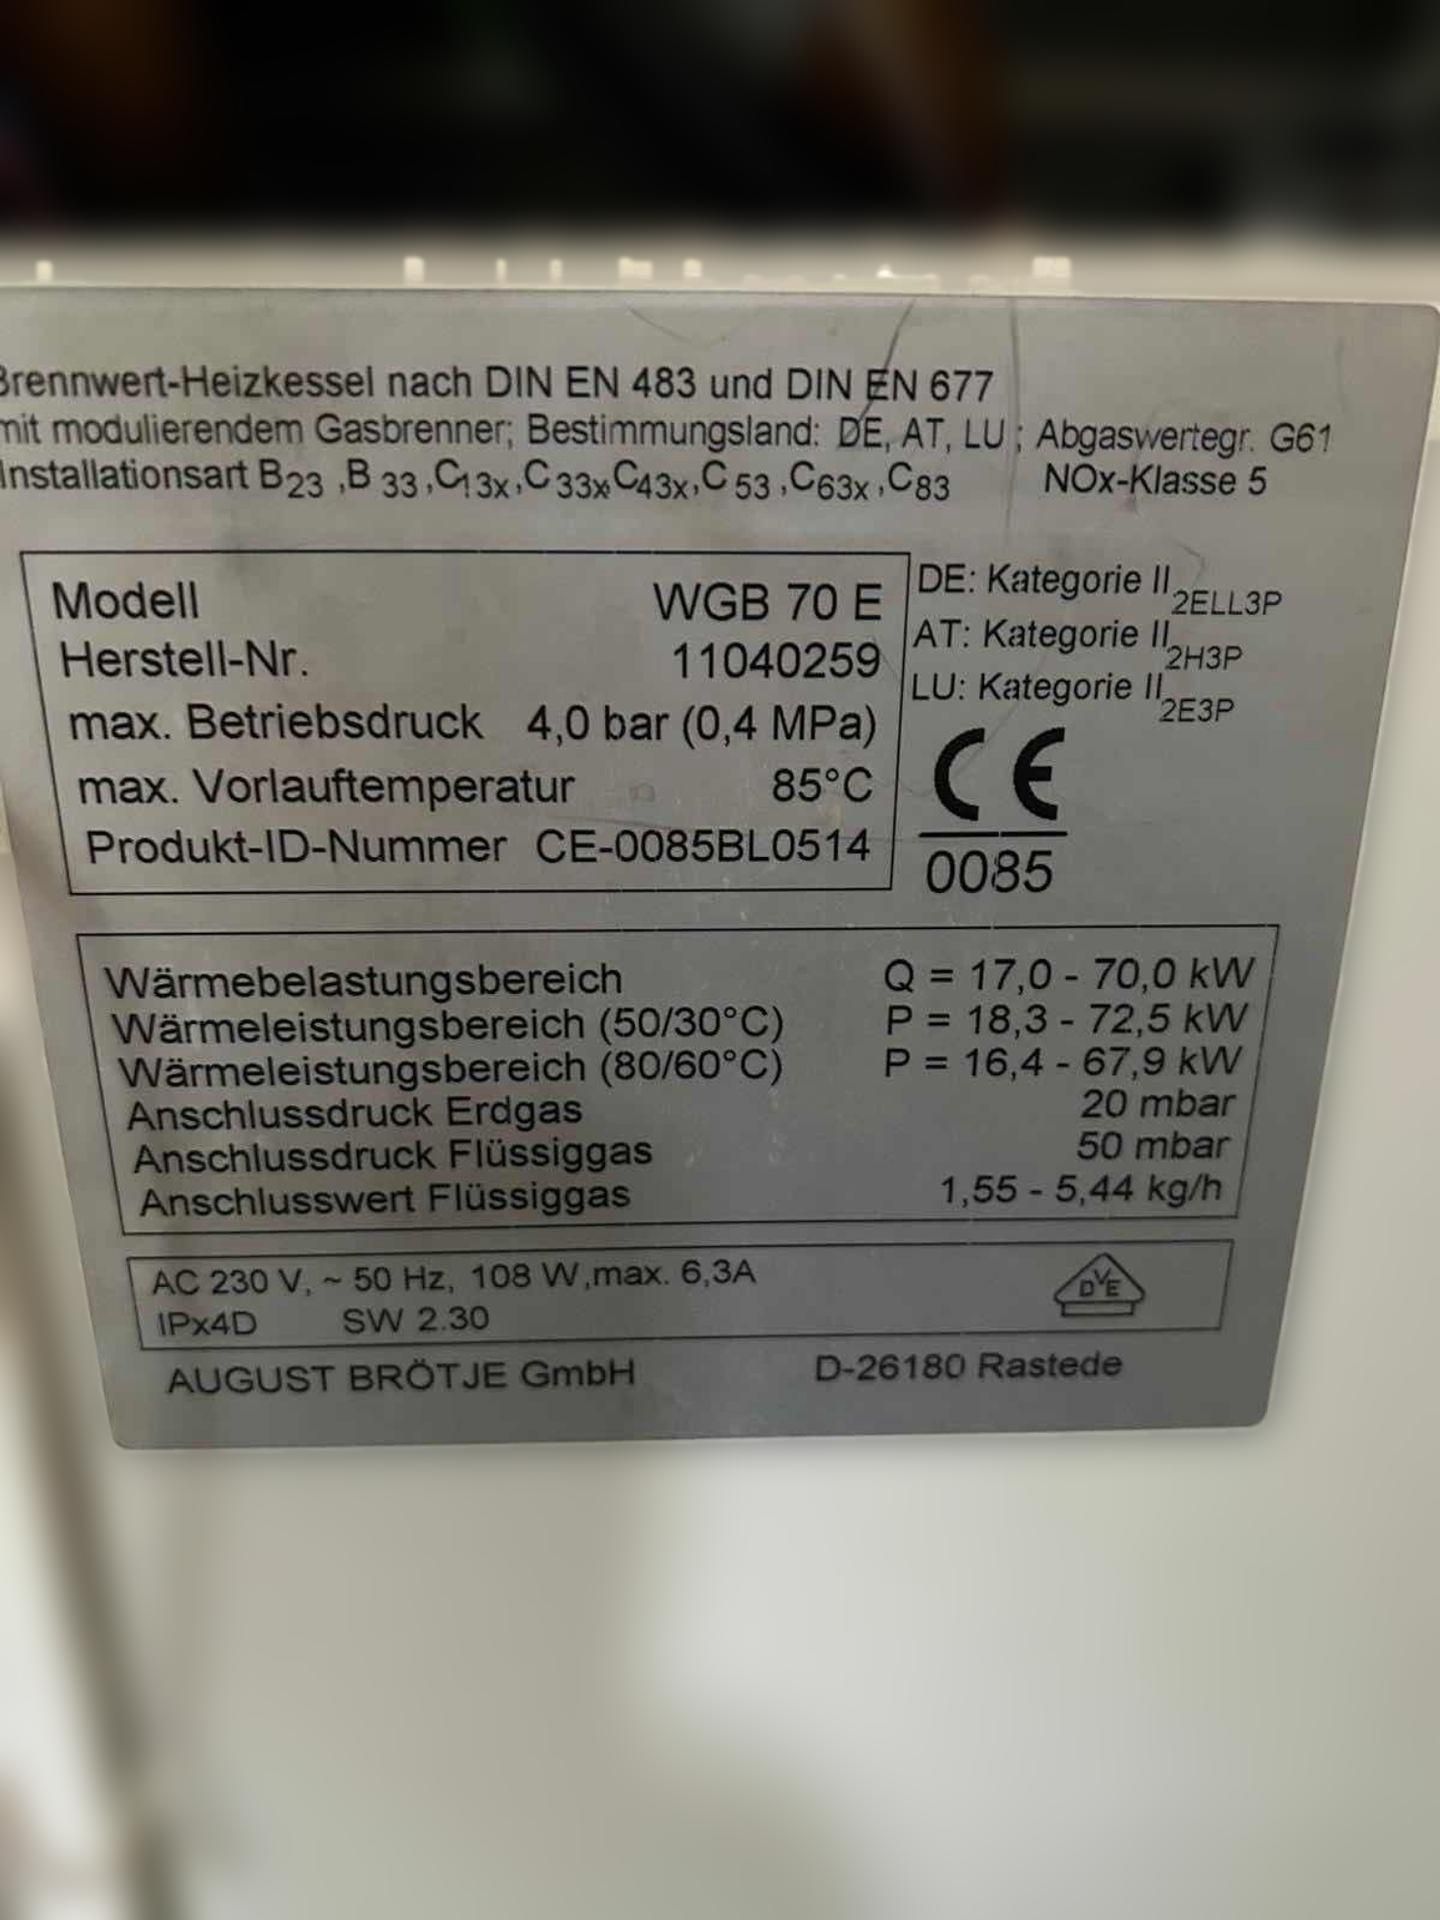 Brennwert-Heizkessel nach DIN EN 483 und DIN EN 677
mit modulierendem Gasbrenner; Bestimmungsland: DE, AT, LU ; Abgaswertegr. G61
Installationsart B23 ,B 33 ,C13x,C 33x,C43x,C 53 ,C63x ,C83 NOx-Klasse 5
Modell WGB 70 E
Herstell-Nr. 11040259
max. Betriebsdruck 4,0 bar (0,4 MPa)
max. Vorlauftemperatur 85°C
Produkt-ID-Nummer CE-0085BL0514
DE: Kategorie II2ELL3P
AT: Kategorie II2H3P
LU: Kategorie II2E3P
CE
0085
Wärmebelastungsbereich Q = 17,0 - 70,0 kW
Wärmeleistungsbereich (50/30°C) P = 18,3 - 72,5 kW
Wärmeleistungsbereich (80/60°C) P = 16,4 - 67,9 kW
Anschlussdruck Erdgas 20 mbar
Anschlussdruck Flüssiggas 50 mbar
Anschlusswert Flüssiggas 1,55 - 5,44 kg/h
AC 230 V, ~ 50 Hz, 108 W,max. 6,3A
IPx4D SW 2.30
DVE
AUGUST BRÖTJE GmbH D-26180 Rastede